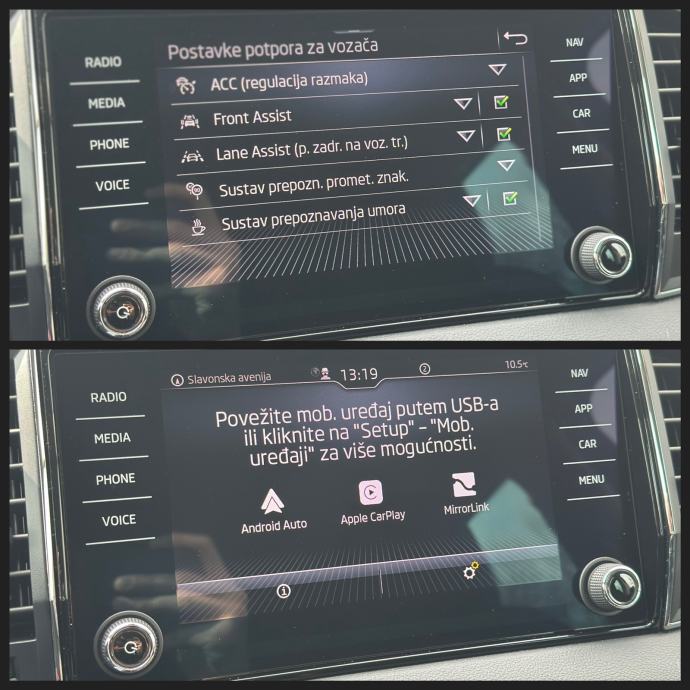 RADIO
MEDIA
PHONE
VOICE
Postavke potpora za vozača
ACC (regulacija razmaka)
Front Assist
Lane Assist (p. zadr. na voz. tr.)
Sustav prepozn. promet. znak.
Sustav prepoznavanja umora
NAV
APP
CAR
MENU
RADIO
MEDIA
PHONE
VOICE
Slavonska avenija
13:19
2
10.5°C
Povežite mob. uređaj putem USB-a
ili kliknite na "Setup" – "Mob.
uređaji" za više mogućnosti.
Android Auto
Apple CarPlay
MirrorLink
NAV
APP
CAR
MENU